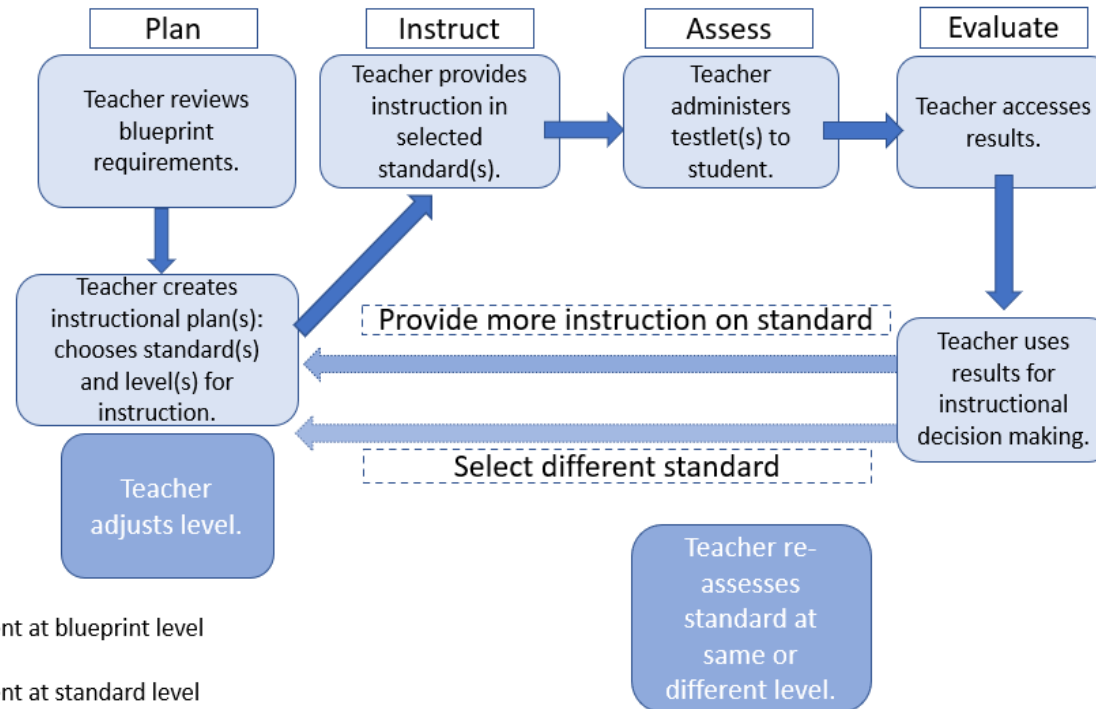 Plan
Instruct
Assess
Evaluate
Teacher reviews
blueprint
requirements.
Teacher provides
instruction in
selected
standard(s).
Teacher
administers
testlet(s) to
student.
Teacher accesses
results.
Teacher creates
instructional plan(s):
chooses standard(s)
and level(s) for
instruction.
Provide more instruction on standard
Select different standard
Teacher uses
results for
instructional
decision making.
Teacher
adjusts level.
Teacher re-
assesses
standard at
same or
different level.
ent at blueprint level
ent at standard level